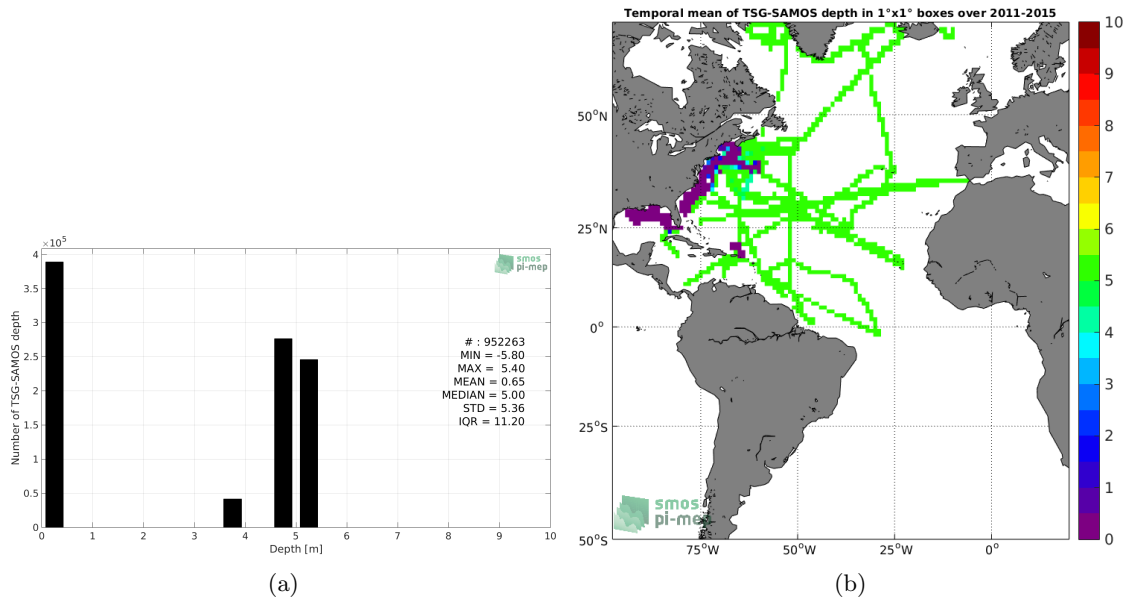 Temporal mean of TSG-SAMOS depth in 1°x1° boxes over 2011-2015
×10⁵
4
3.5
3
2.5
2
1.5
1
0.5
0
Number of TSG-SAMOS depth
smos
pi-mep
# : 952263
MIN = -5.80
MAX = 5.40
MEAN = 0.65
MEDIAN = 5.00
STD = 5.36
IQR = 11.20
0 1 2 3 4 5 6 7 8 9 10
Depth [m]
(a)
50°N
25°N
0°
25°S
50°S
75°W 50°W 25°W 0°
smos
pi-mep
10
9
8
7
6
5
4
3
2
1
0
(b)